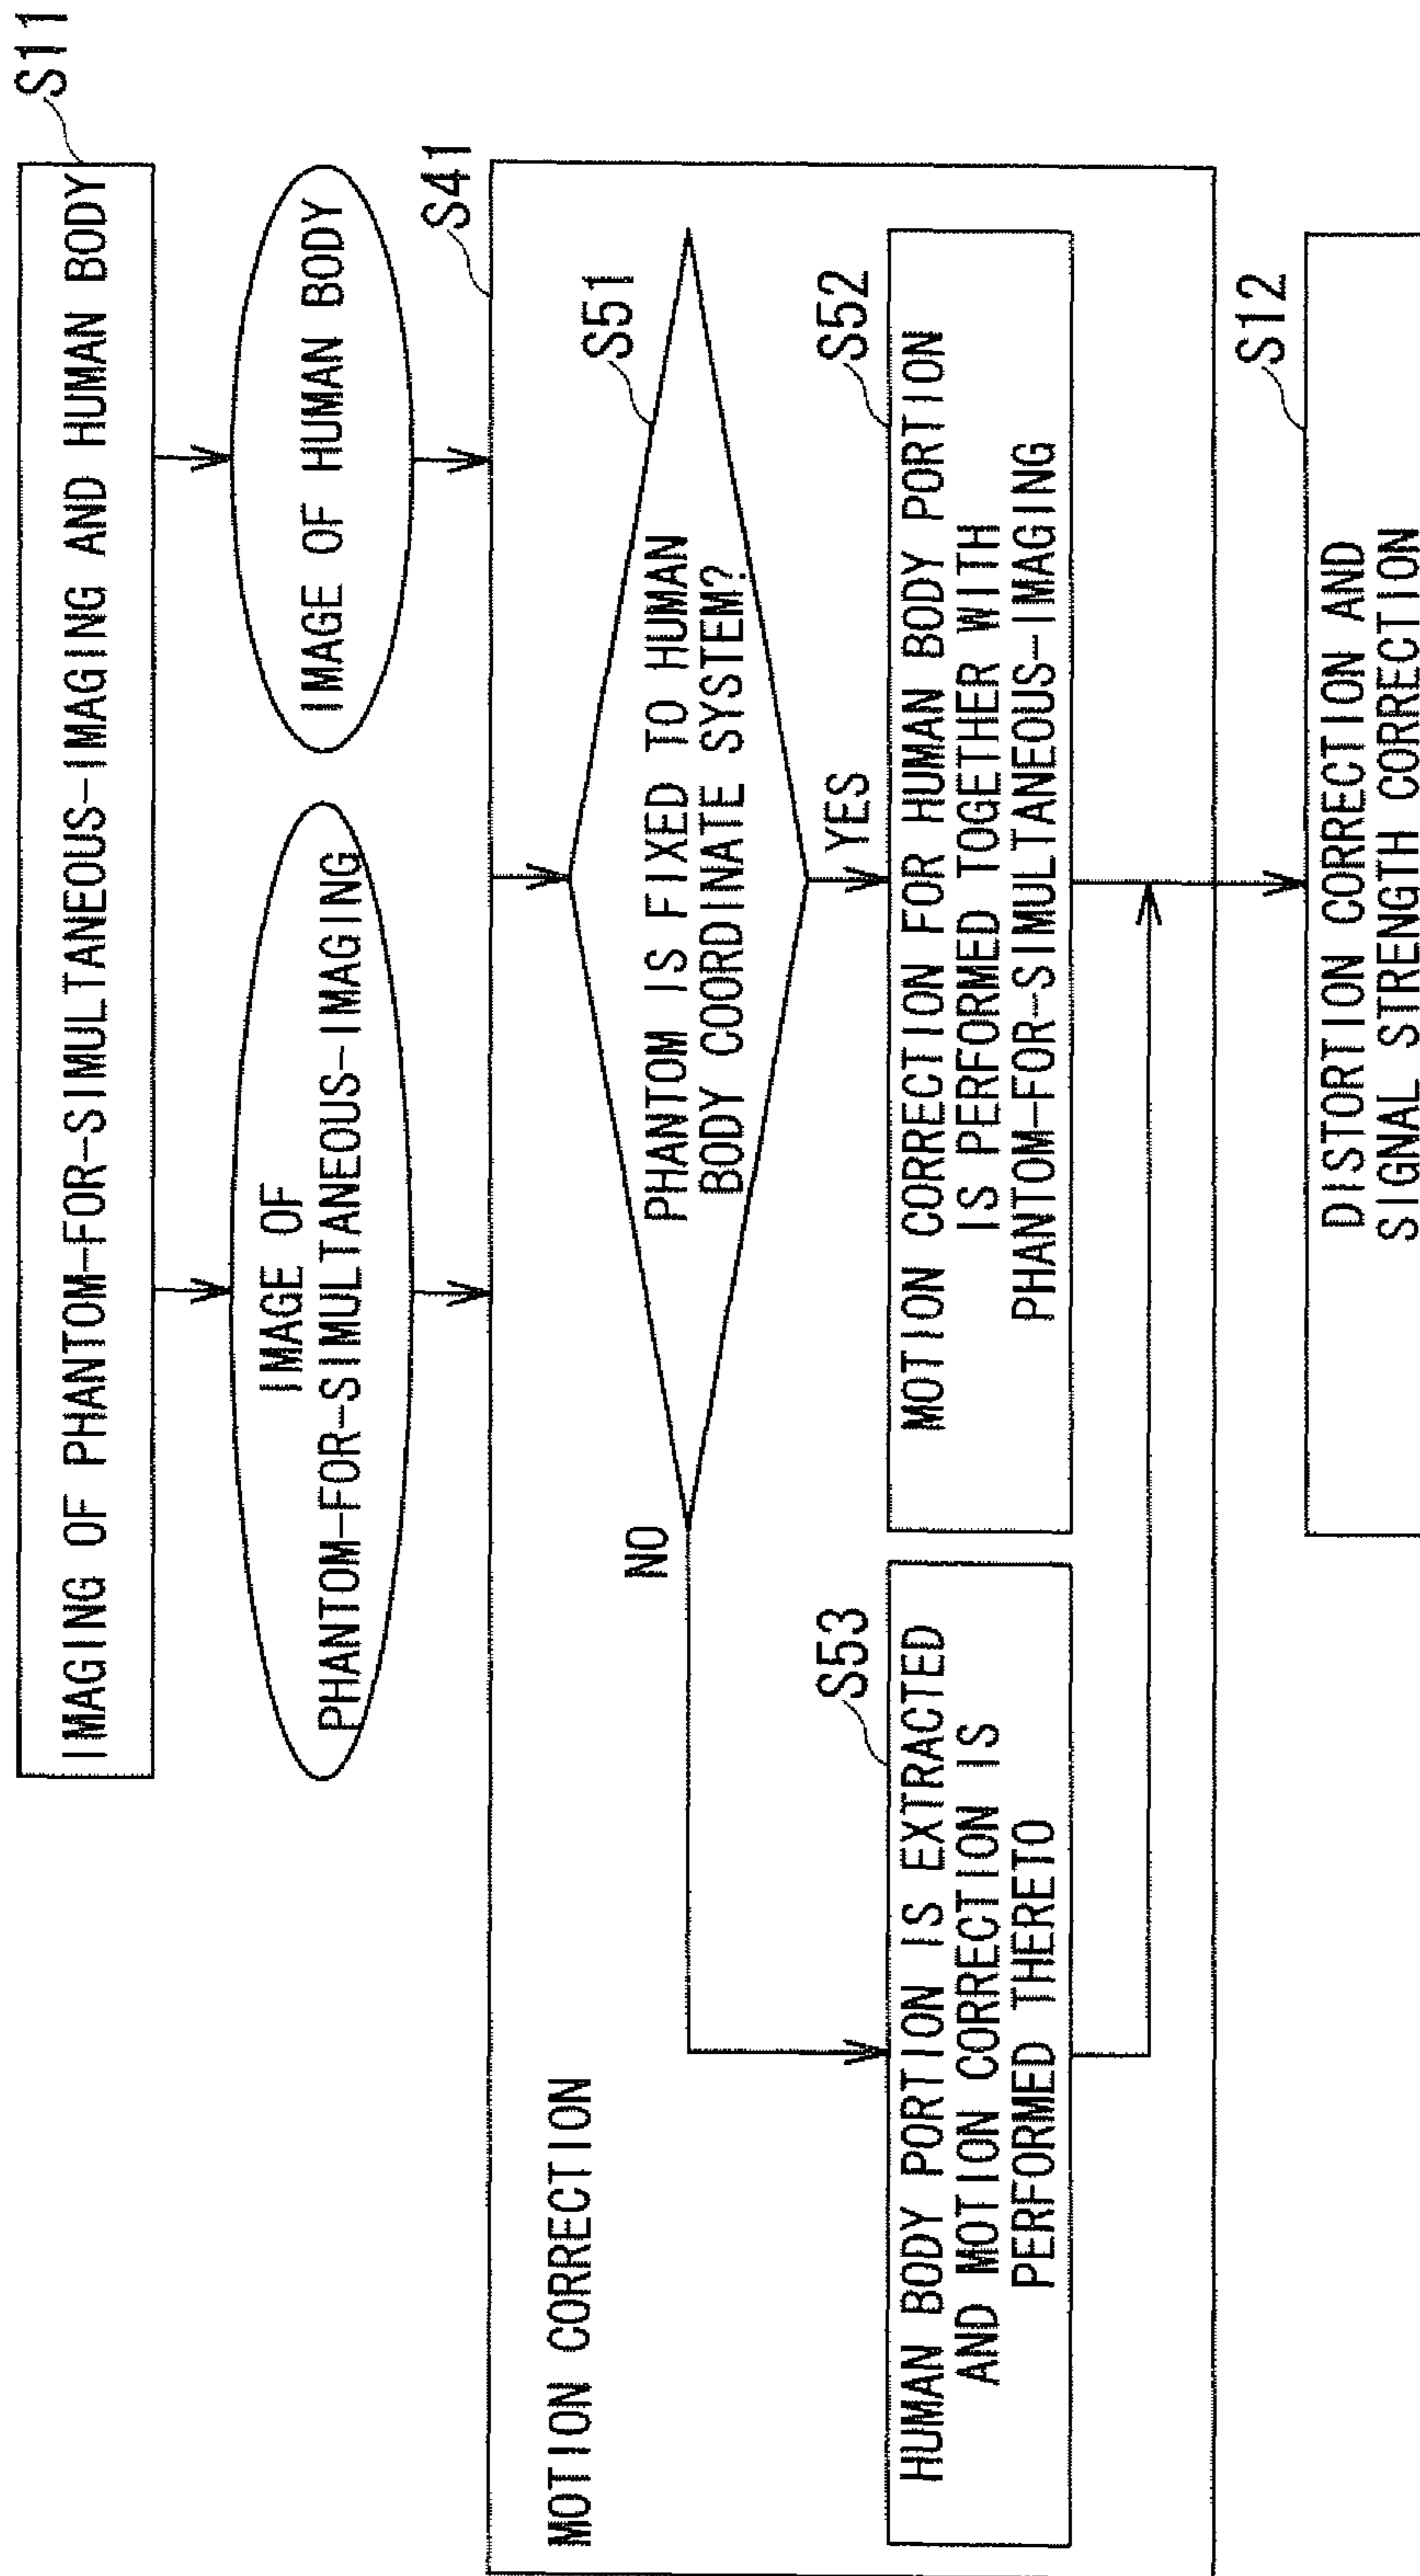 S11
IMAGING OF PHANTOM-FOR-SIMULTANEOUS-IMAGING AND HUMAN BODY
IMAGE OF
PHANTOM-FOR-SIMULTANEOUS-IMAGING
IMAGE OF HUMAN BODY
S41
MOTION CORRECTION
S51
PHANTOM IS FIXED TO HUMAN
BODY COORDINATE SYSTEM?
NO
YES
S53
HUMAN BODY PORTION IS EXTRACTED
AND MOTION CORRECTION IS
PERFORMED THERETO
S52
MOTION CORRECTION FOR HUMAN BODY PORTION
IS PERFORMED TOGETHER WITH
PHANTOM-FOR-SIMULTANEOUS-IMAGING
S12
DISTORTION CORRECTION AND
SIGNAL STRENGTH CORRECTION